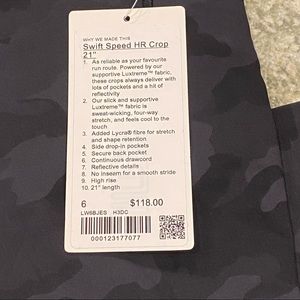 WHY WE MADE THIS
Swift Speed HR Crop
21"
1. As reliable as your favourite
run route. Powered by our
supportive Luxtreme™ fabric,
these crops always deliver with
lots of pockets and a hit of
reflectivity
2. Our slick and supportive
Luxtreme™ fabric is
sweat-wicking, four-way
stretch, and feels cool to the
touch
3. Added Lycra® fibre for stretch
and shape retention
4. Side drop-in pockets
5. Secure back pocket
6. Continuous drawcord
7. Reflective details
8. No inseam for a smooth stride
9. High rise
10. 21" length
6 $118.00
LW6BJES H3DC
000123177077